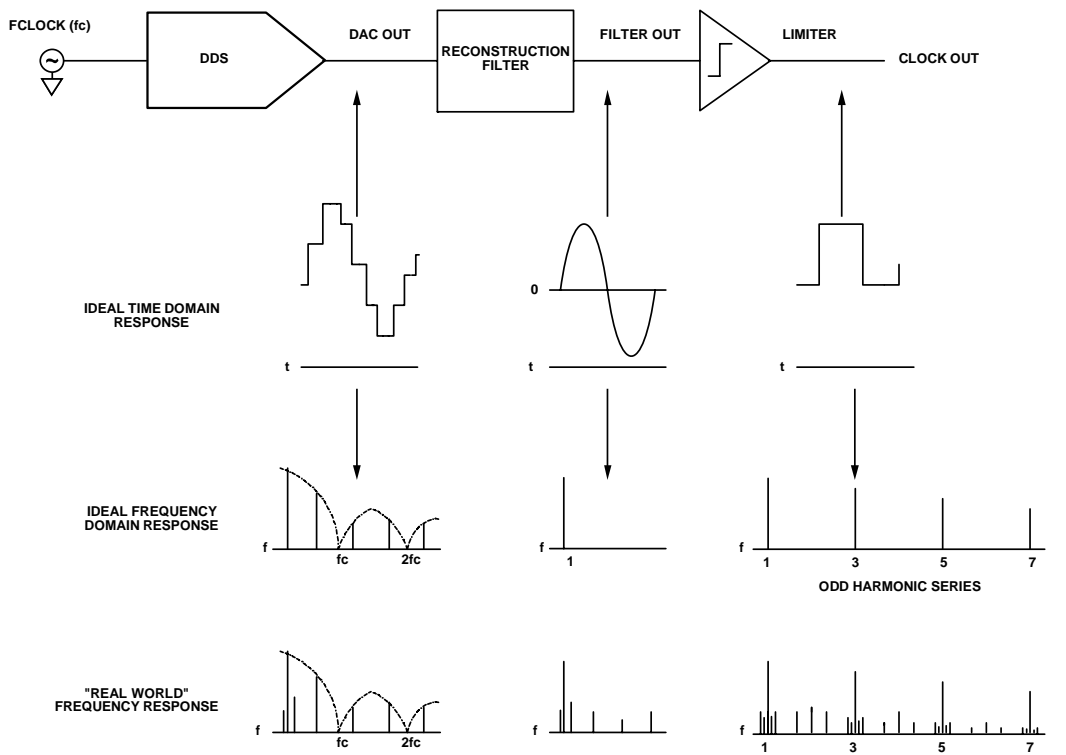 FCLOCK (fc)
DAC OUT
FILTER OUT
LIMITER
~
DDS
RECONSTRUCTION
FILTER
CLOCK OUT
0
IDEAL TIME DOMAIN
RESPONSE
t
t
t
IDEAL FREQUENCY
DOMAIN RESPONSE
f
fc
2fc
f
1
f
1
3
5
7
ODD HARMONIC SERIES
"REAL WORLD"
FREQUENCY RESPONSE
f
fc
2fc
f
f
1
3
5
7